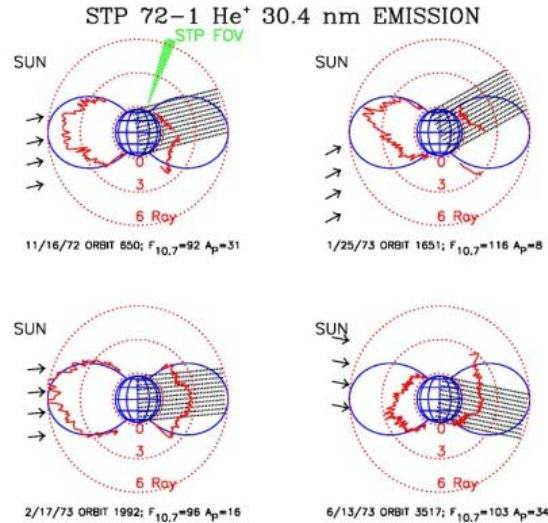 STP 72-1 He⁺ 30.4 nm EMISSION
STP FOV
SUN
0
3
6 Ray
11/16/72 ORBIT 650; F₁₀.₇=92 Aₚ=31
SUN
0
3
6 Ray
1/25/73 ORBIT 1651; F₁₀.₇=116 Aₚ=8
SUN
0
3
6 Ray
2/17/73 ORBIT 1992; F₁₀.₇=96 Aₚ=16
SUN
0
3
6 Ray
6/13/73 ORBIT 3517; F₁₀.₇=103 Aₚ=34